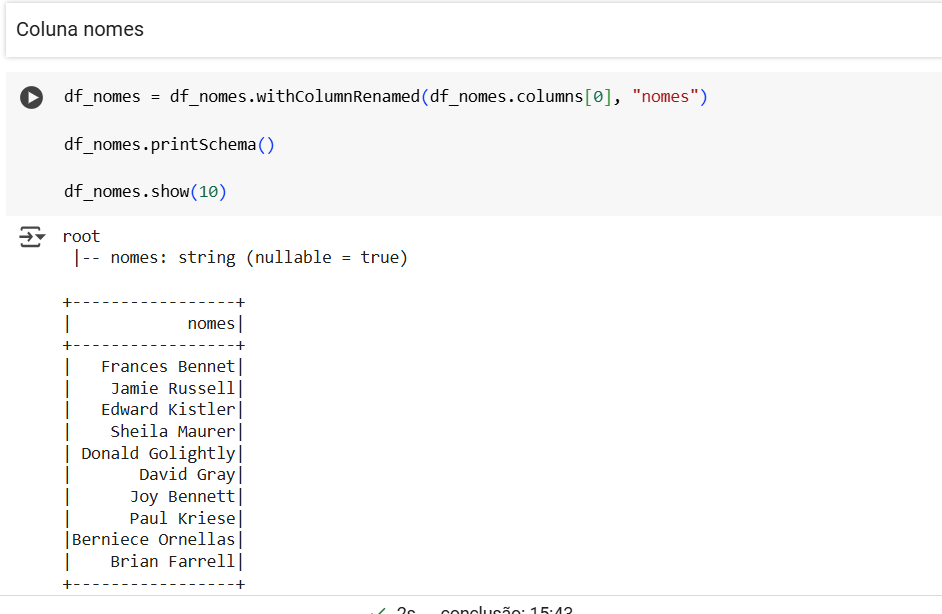 Coluna nomes
df_nomes = df_nomes.withColumnRenamed(df_nomes.columns[0], "nomes")
df_nomes.printSchema()
df_nomes.show(10)
root
 |-- nomes: string (nullable = true)
+-----------------+
|            nomes|
+-----------------+
|   Frances Bennet|
|    Jamie Russell|
|   Edward Kistler|
|    Sheila Maurer|
| Donald Golightly|
|       David Gray|
|      Joy Bennett|
|      Paul Kriese|
|Berniece Ornellas|
|    Brian Farrell|
+-----------------+
✓ 2s conclusão: 15:43